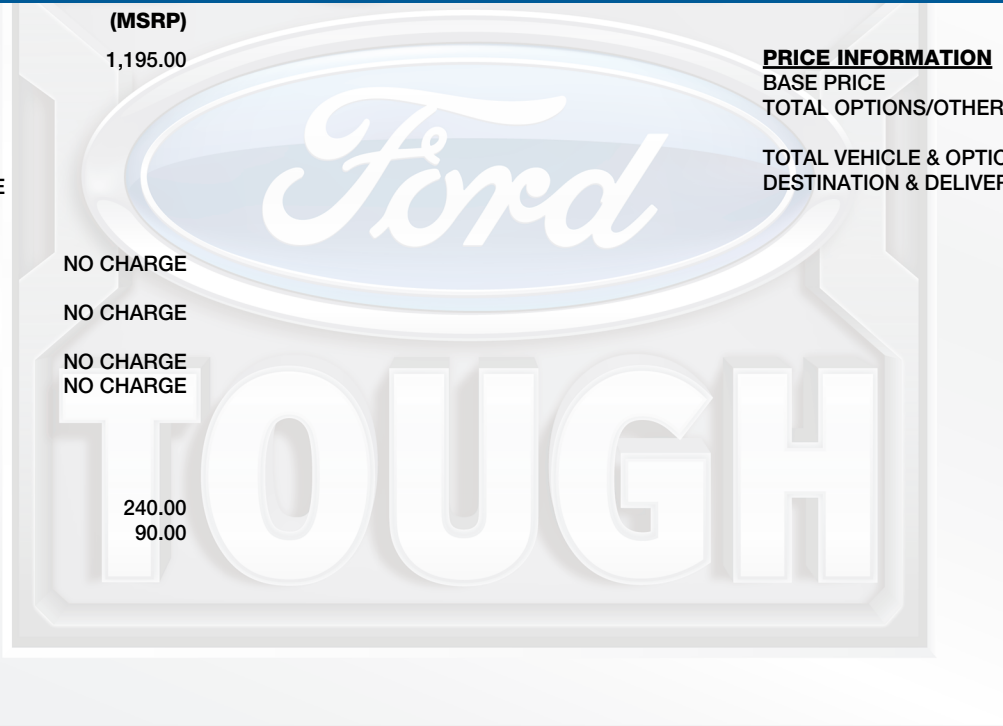 (MSRP)
1,195.00
NO CHARGE
NO CHARGE
NO CHARGE
NO CHARGE
240.00
90.00
PRICE INFORMATION
BASE PRICE
TOTAL OPTIONS/OTHER
TOTAL VEHICLE &
DESTINATION &
Ford
TOUGH